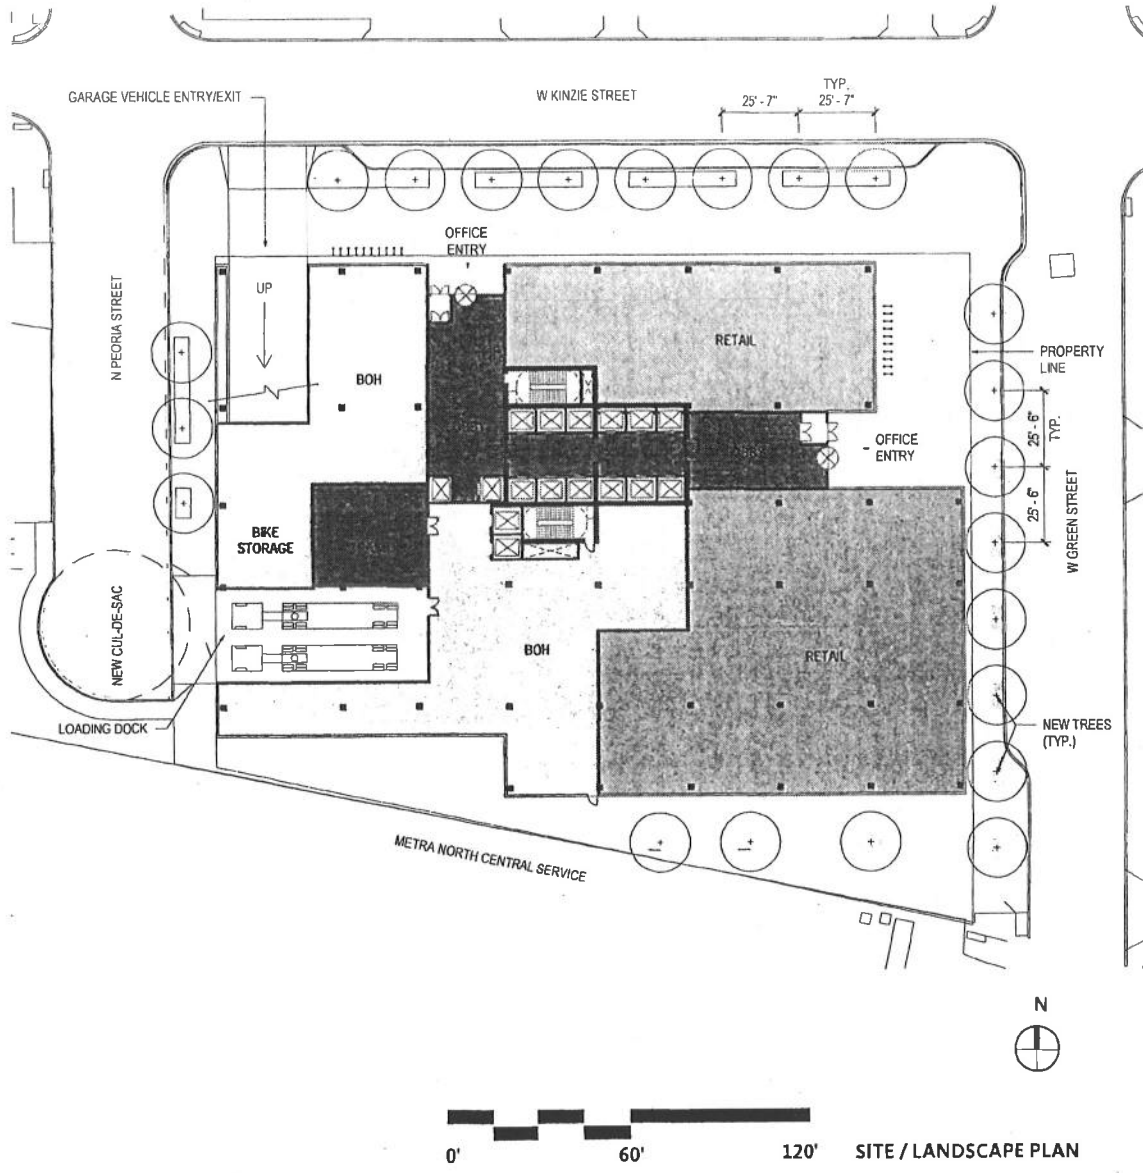 GARAGE VEHICLE ENTRY/EXIT
W KINZIE STREET
TYP.
25' - 7"
25' - 7"
OFFICE
ENTRY
UP
N PEORIA STREET
BOH
RETAIL
PROPERTY
LINE
25' - 6"
TYP.
OFFICE
ENTRY
25' - 6"
W GREEN STREET
BIKE
STORAGE
NEW CUL-DE-SAC
BOH
RETAIL
LOADING DOCK
NEW TREES
(TYP.)
METRA NORTH CENTRAL SERVICE
N
0'
60'
120'
SITE / LANDSCAPE PLAN